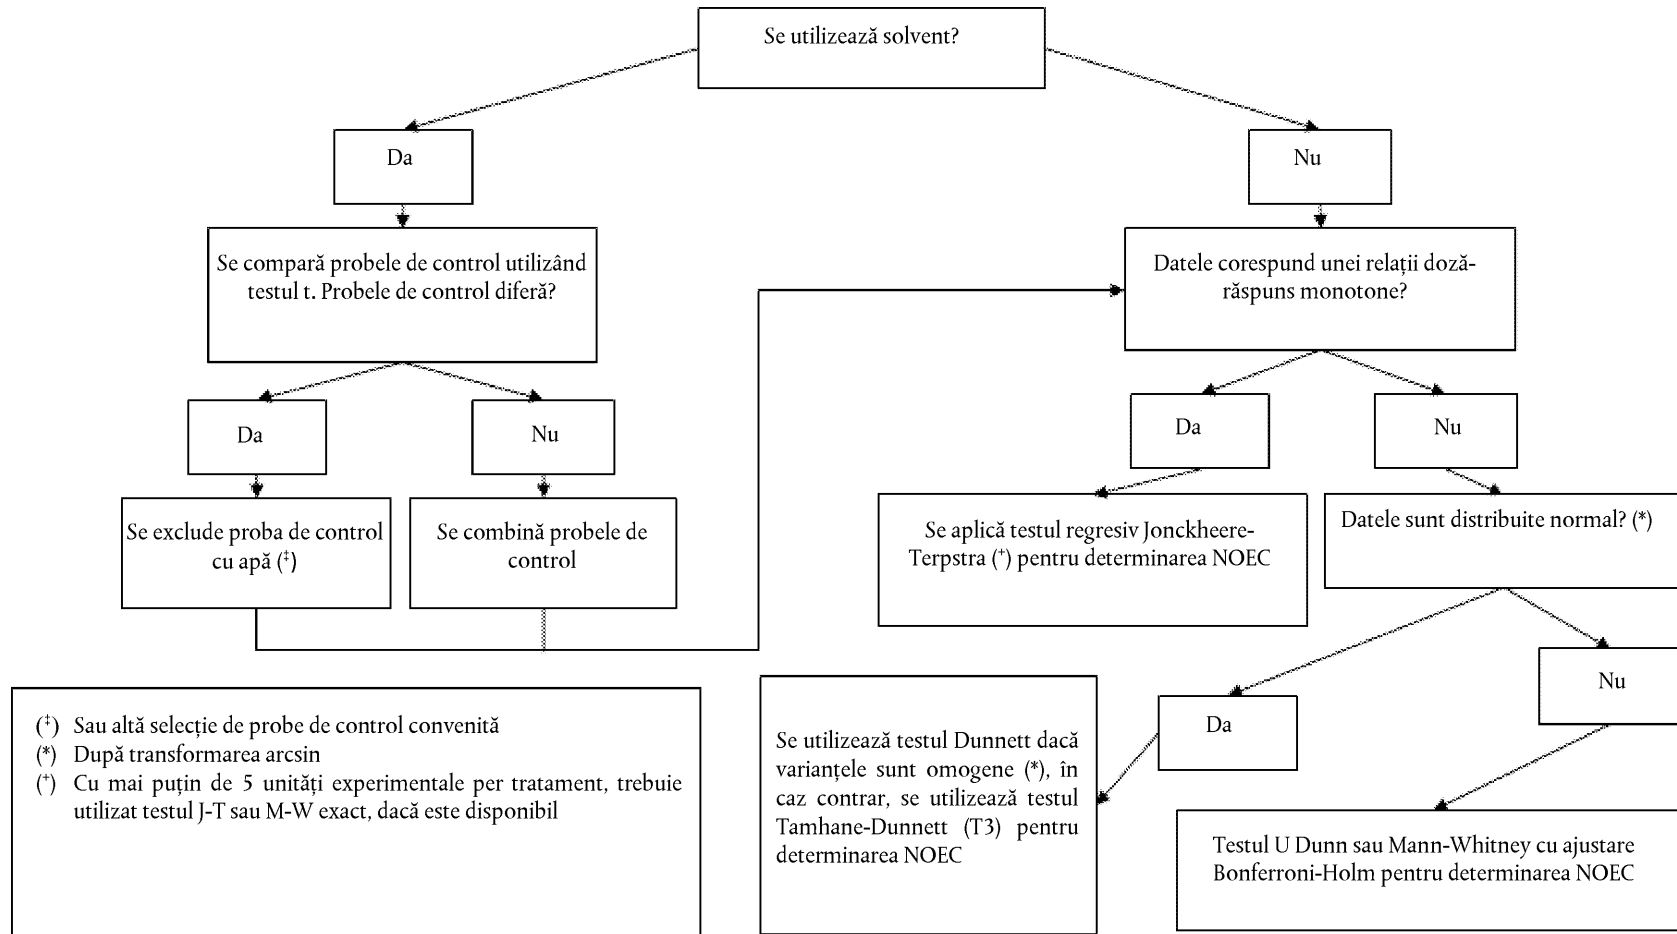 Se utilizează solvent?
Da
Nu
Se compară probele de control utilizând
testul t. Probele de control diferă?
Datele corespund unei relații doză-
răspuns monotone?
Da
Nu
Da
Nu
Se exclude proba de control
cu apă (‡)
Se combină probele de
control
Se aplică testul regresiv Jonckheere-
Terpstra (⁺) pentru determinarea NOEC
Datele sunt distribuite normal? (*)
Da
Nu
(‡) Sau altă selecție de probe de control convenită
(*) După transformarea arcsin
(⁺) Cu mai puțin de 5 unități experimentale per tratament, trebuie
utilizat testul J-T sau M-W exact, dacă este disponibil
Se utilizează testul Dunnett dacă
varianțele sunt omogene (*), în
caz contrar, se utilizează testul
Tamhane-Dunnett (T3) pentru
determinarea NOEC
Testul U Dunn sau Mann-Whitney cu ajustare
Bonferroni-Holm pentru determinarea NOEC